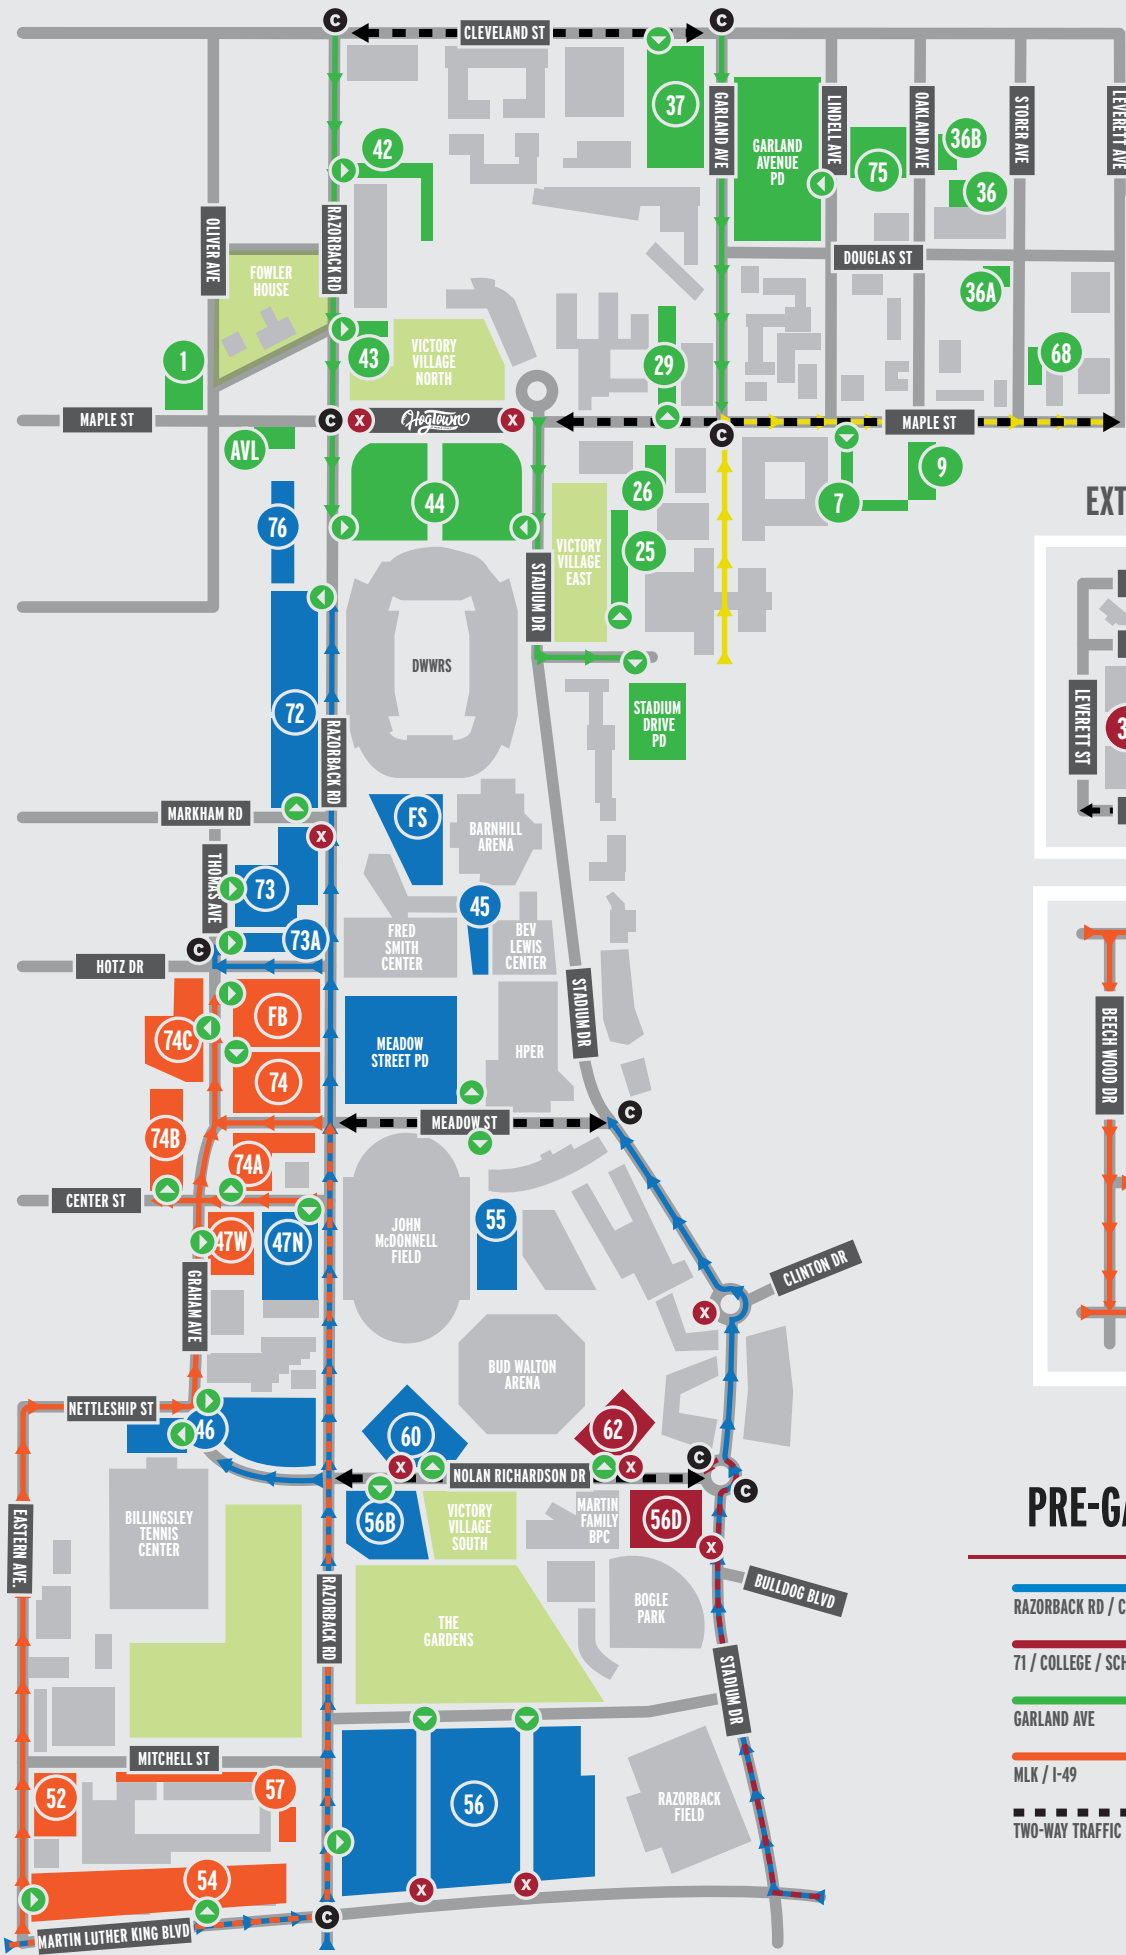 C
C
CLEVELAND ST
37
GARLAND AVE
GARLAND
AVENUE
PD
LINDELL AVE
OAKLAND AVE
STORER AVE
LEVERETT AVE
36B
75
36
42
OLIVER AVE
RAZORBACK RD
FOWLER
HOUSE
DOUGLAS ST
36A
1
43
VICTORY
VILLAGE
NORTH
29
68
MAPLE ST
C
X
Hogtown
X
C
MAPLE ST
AVL
44
26
7
9
76
25
VICTORY
VILLAGE
EAST
STADIUM DR
DWWRS
72
RAZORBACK RD
STADIUM
DRIVE
PD
EXT
LEVERETT ST
3
MARKHAM RD
X
FS
BARNHILL
ARENA
THOMAS AVE
73
45
73A
C
FRED
SMITH
CENTER
BEV
LEWIS
CENTER
HOTZ DR
STADIUM DR
FB
74C
MEADOW
STREET PD
HPER
BEECH WOOD DR
74
MEADOW ST
C
74B
74A
CENTER ST
JOHN
McDONNELL
FIELD
55
47W
47N
CLINTON DR
GRAHAM AVE
X
BUD WALTON
ARENA
NETTLESHIP ST
46
60
62
X
X
C
NOLAN RICHARDSON DR
C
56B
VICTORY
VILLAGE
SOUTH
MARTIN
FAMILY
BPC
56D
X
BILLINGSLEY
TENNIS
CENTER
EASTERN AVE.
RAZORBACK RD
BULLDOG BLVD
BOGLE
PARK
THE
GARDENS
STADIUM DR
PRE-GA
RAZORBACK RD / C
71 / COLLEGE / SCH
GARLAND AVE
MLK / I-49
TWO-WAY TRAFFIC
MITCHELL ST
52
57
56
RAZORBACK
FIELD
54
X
X
C
MARTIN LUTHER KING BLVD